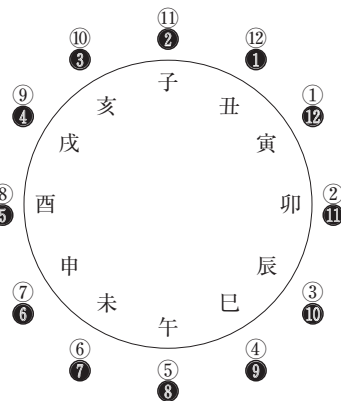 ⑪
❷
⑩
❸
⑫
❶
子
亥
丑
⑨
❹
①
⓬
戌
寅
8
5
酉
卯
②
⓫
申
辰
⑦
❻
③
❿
未
巳
午
⑥
❼
④
❾
⑤
❽